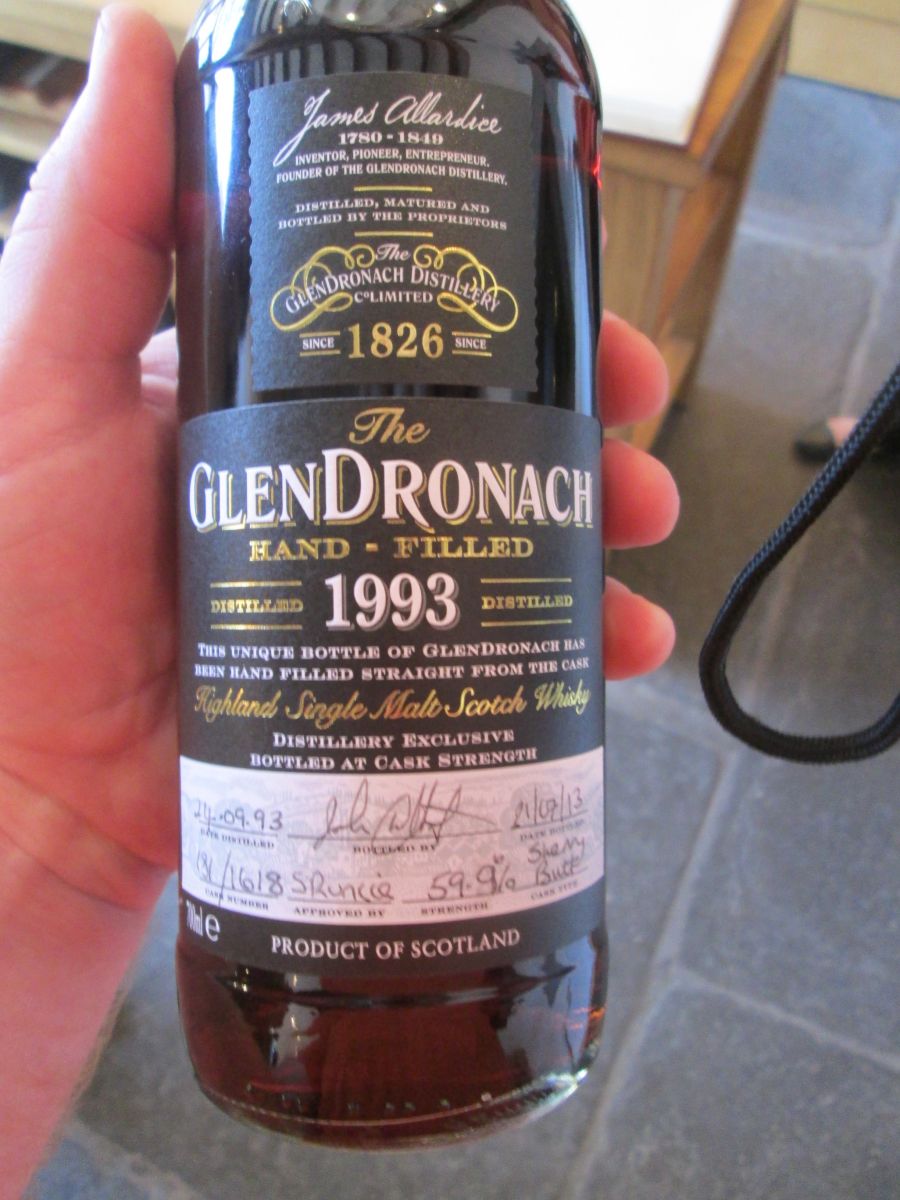 James Allardice
1780 - 1849
INVENTOR, PIONEER, ENTREPRENEUR.
FOUNDER OF THE GLENDRONACH DISTILLERY.
DISTILLED, MATURED AND
BOTTLED BY THE PROPRIETORS
The
GLENDRONACH DISTILLERY
Cº LIMITED
SINCE 1826 SINCE
The
GLENDRONACH
HAND - FILLED
DISTILLED 1993 DISTILLED
THIS UNIQUE BOTTLE OF GLENDRONACH HAS
BEEN HAND FILLED STRAIGHT FROM THE CASK
Highland Single Malt Scotch Whisky
DISTILLERY EXCLUSIVE
BOTTLED AT CASK STRENGTH
24.09.93
DATE DISTILLED BOTTLED BY DATE BOTTLED
Sherry
1618 SRuncie 59.9% Butt
CASK NUMBER APPROVED BY STRENGTH CASK TYPE
700ml e
PRODUCT OF SCOTLAND